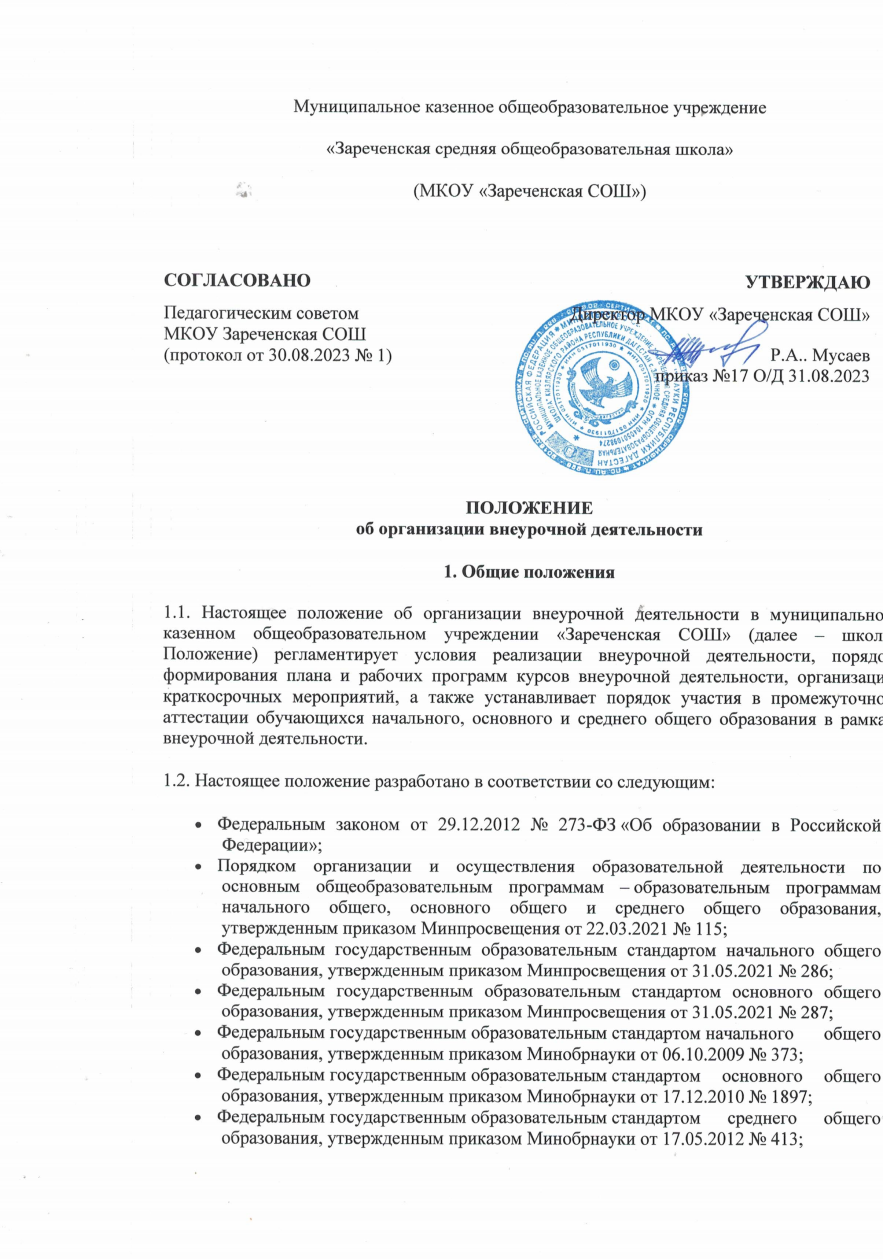 Муниципальное казенное общеобразовательное учреждение
«Зареченская средняя общеобразовательная школа»
(МКОУ «Зареченская СОШ»)
СОГЛАСОВАНО
Педагогическим советом
МКОУ Зареченская СОШ
(протокол от 30.08.2023 № 1)
УТВЕРЖДАЮ
Директор МКОУ «Зареченская СОШ»
Р.А.. Мусаев
приказ №17 О/Д 31.08.2023
ПОЛОЖЕНИЕ
об организации внеурочной деятельности
1. Общие положения
1.1. Настоящее положение об организации внеурочной деятельности в муниципально
казенном общеобразовательном учреждении «Зареченская СОШ» (далее – школ
Положение) регламентирует условия реализации внеурочной деятельности, порядо
формирования плана и рабочих программ курсов внеурочной деятельности, организаци
краткосрочных мероприятий, а также устанавливает порядок участия в промежуточно
аттестации обучающихся начального, основного и среднего общего образования в рамка
внеурочной деятельности.
1.2. Настоящее положение разработано в соответствии со следующим:
• Федеральным законом от 29.12.2012 № 273-ФЗ «Об образовании в Российской
Федерации»;
• Порядком организации и осуществления образовательной деятельности по
основным общеобразовательным программам – образовательным программам
начального общего, основного общего и среднего общего образования,
утвержденным приказом Минпросвещения от 22.03.2021 № 115;
• Федеральным государственным образовательным стандартом начального общего
образования, утвержденным приказом Минпросвещения от 31.05.2021 № 286;
• Федеральным государственным образовательным стандартом основного общего
образования, утвержденным приказом Минпросвещения от 31.05.2021 № 287;
• Федеральным государственным образовательным стандартом начального общего
образования, утвержденным приказом Минобрнауки от 06.10.2009 № 373;
• Федеральным государственным образовательным стандартом основного общего
образования, утвержденным приказом Минобрнауки от 17.12.2010 № 1897;
• Федеральным государственным образовательным стандартом среднего общего
образования, утвержденным приказом Минобрнауки от 17.05.2012 № 413;